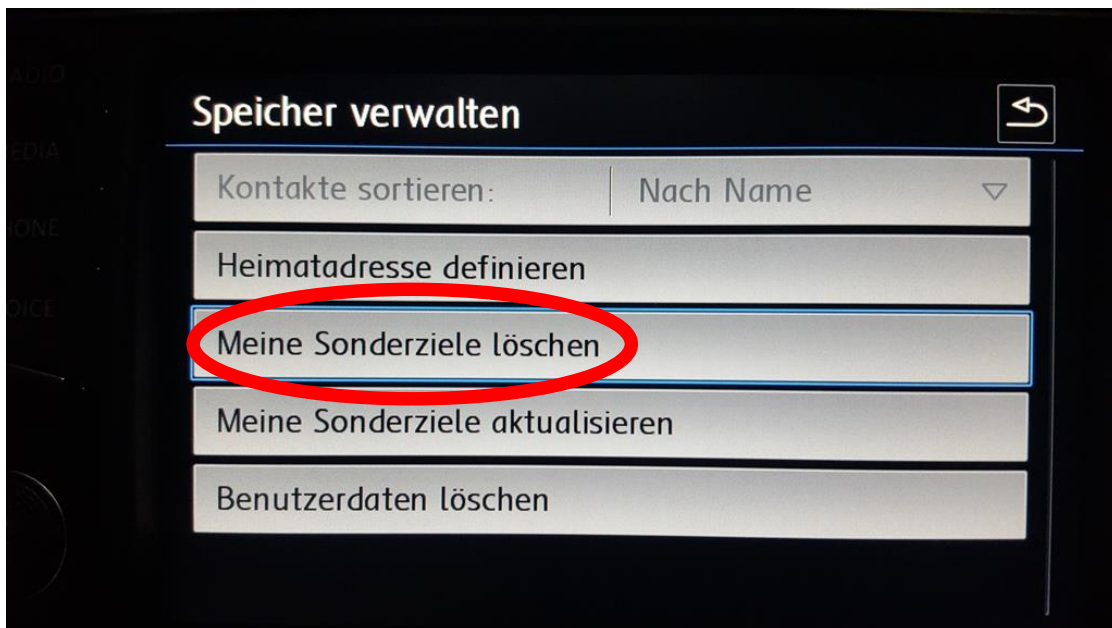 Speicher verwalten
Kontakte sortieren: Nach Name
Heimatadresse definieren
Meine Sonderziele löschen
Meine Sonderziele aktualisieren
Benutzerdaten löschen